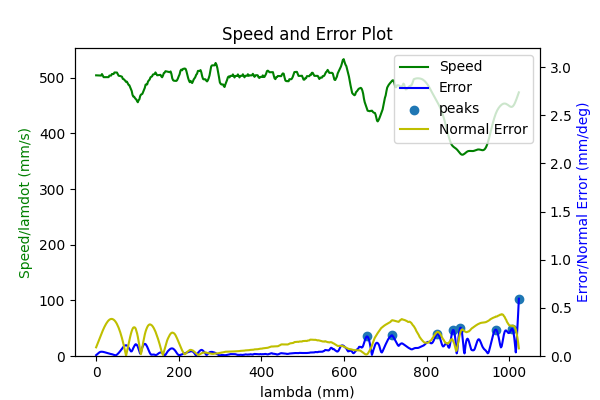 Speed and Error Plot
Speed
Error
peaks
Normal Error
500
400
300
200
100
0
3.0
2.5
2.0
1.5
1.0
0.5
0.0
0
200
400
600
800
1000
Speed/lamdot (mm/s)
Error/Normal Error (mm/deg)
lambda (mm)